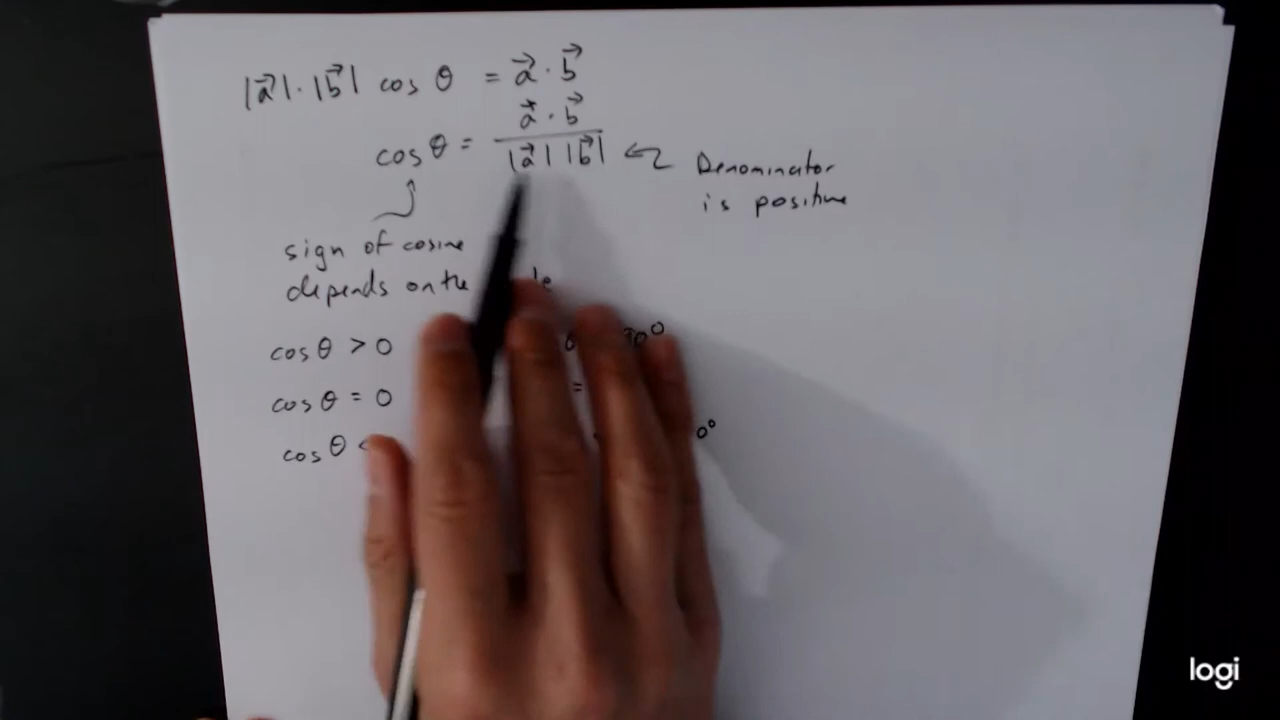 |a⃗|·|b⃗| cos θ = a⃗ · b⃗
cos θ = a⃗ · b⃗ / |a⃗| |b⃗|
Denominator
is positive
sign of cosine
depends on the
cos θ > 0
cos θ = 0 =
cos θ <
logi